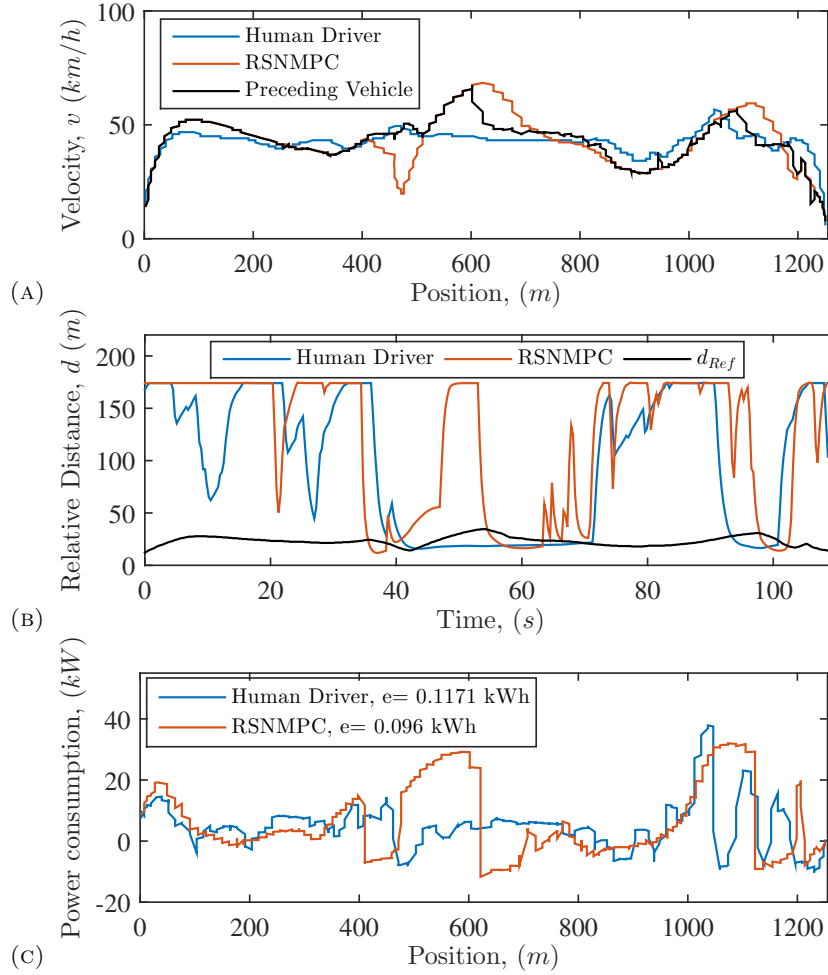 100
50
0
Velocity, v (km/h)
Human Driver
RSNMPC
Preceding Vehicle
0 200 400 600 800 1000 1200
Position, (m)
(A)
200
150
100
50
0
Relative Distance, d (m)
Human Driver RSNMPC d_Ref
0 20 40 60 80 100
Time, (s)
(B)
40
20
0
-20
Power consumption, (kW)
Human Driver, e= 0.1171 kWh
RSNMPC, e= 0.096 kWh
0 200 400 600 800 1000 1200
Position, (m)
(C)